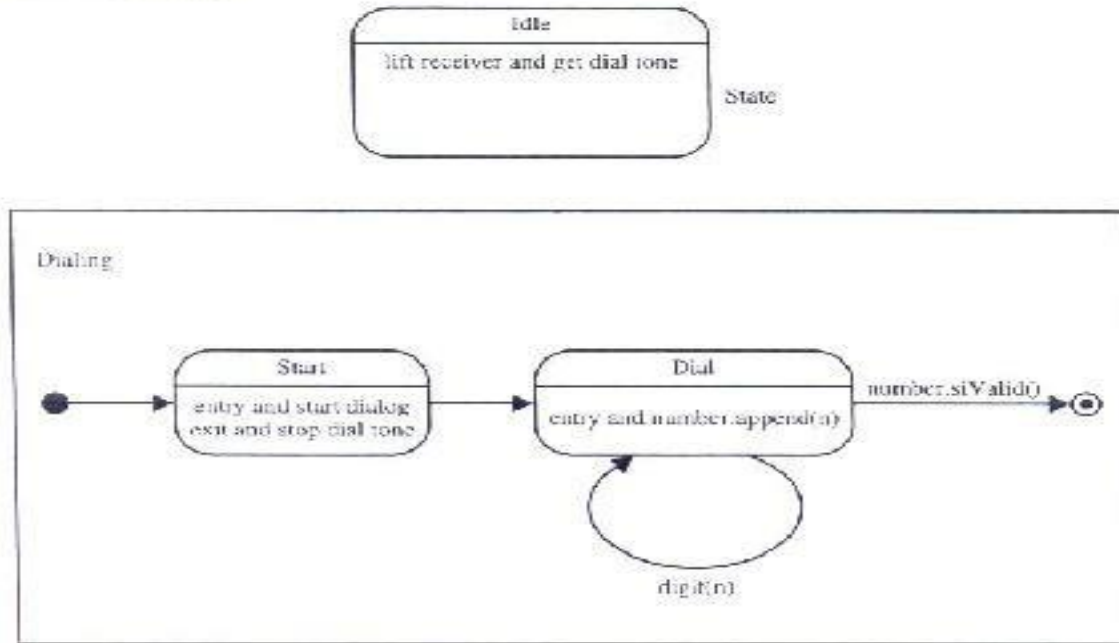 Idle
lift receiver and get dial tone
State
Dialing
Start
entry and start dialog
exit and stop dial tone
Dial
entry and number.append(n)
number.siValid()
digit(n)